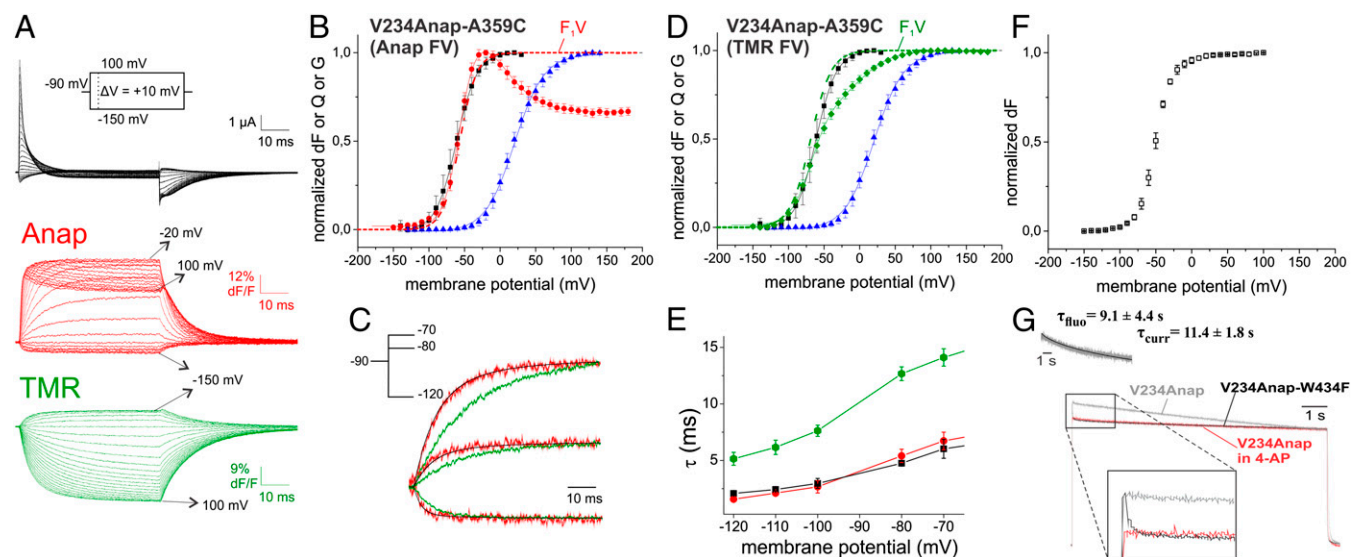 A
100 mV
-90 mV
ΔV = +10 mV
-150 mV
1 µA
10 ms
Anap
-20 mV
100 mV
12%
dF/F
10 ms
-150 mV
TMR
9%
dF/F
10 ms
100 mV
B
V234Anap-A359C
(Anap FV)
F₁V
1,0
0,5
0,0
normalized dF or Q or G
-200 -150 -100 -50 0 50 100 150 200
membrane potential (mV)
C
-90
-70
-80
-120
10 ms
D
V234Anap-A359C
(TMR FV)
F₁V
1,0
0,5
0,0
normalized dF or Q or G
-200 -150 -100 -50 0 50 100 150 200
membrane potential (mV)
E
15
10
5
τ (ms)
-120 -110 -100 -90 -80 -70
membrane potential (mV)
F
1,0
0,5
0,0
normalized dF
-200 -150 -100 -50 0 50 100 150 200
membrane potential (mV)
G
τfluo= 9.1 ± 4.4 s
τcurr= 11.4 ± 1.8 s
1 s
V234Anap
V234Anap-W434F
1 s
V234Anap
in 4-AP